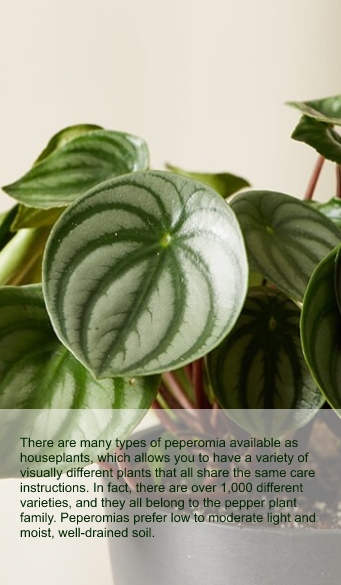 There are many types of peperomia available as
houseplants, which allows you to have a variety of
visually different plants that all share the same care
instructions. In fact, there are over 1,000 different
varieties, and they all belong to the pepper plant
family. Peperomias prefer low to moderate light and
moist, well-drained soil.